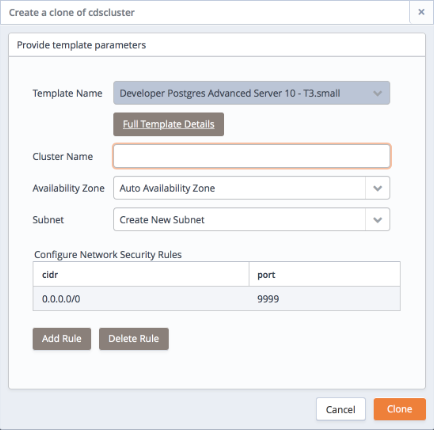 Create a clone of cdscluster
×
Provide template parameters
Template Name
Developer Postgres Advanced Server 10 - T3.small
Full Template Details
Cluster Name
Availability Zone
Auto Availability Zone
Subnet
Create New Subnet
Configure Network Security Rules
cidr port
0.0.0.0/0 9999
Add Rule Delete Rule
Cancel Clone